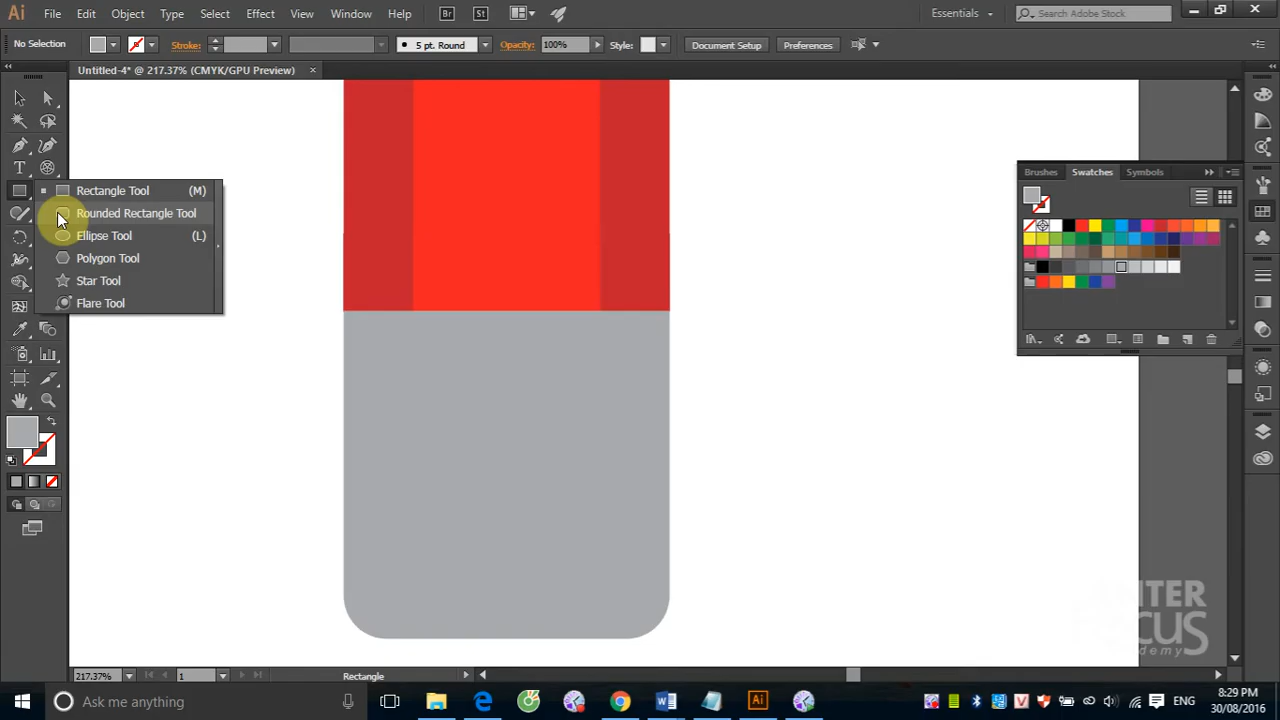 Ai File Edit Object Type Select Effect View Window Help Br St Essentials Search Adobe Stock
No Selection Stroke: 5 pt. Round Opacity: 100% Style: Document Setup Preferences
Untitled-4* @ 217.37% (CMYK/GPU Preview)
Brushes Swatches Symbols
Rectangle Tool (M)
Rounded Rectangle Tool
Ellipse Tool (L)
Polygon Tool
Star Tool
Flare Tool
217.37% 1 Rectangle
Ask me anything
Ai
ENG
8:29 PM
30/08/2016